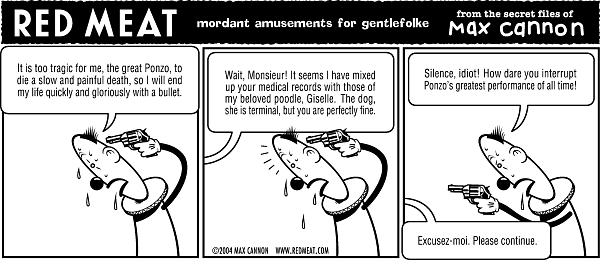 RED MEAT
mordant amusements for gentlefolke
from the secret files of
Max cannon
It is too tragic for me, the great Ponzo, to
die a slow and painful death, so I will end
my life quickly and gloriously with a bullet.
Wait, Monsieur! It seems I have mixed
up your medical records with those of
my beloved poodle, Giselle. The dog,
she is terminal, but you are perfectly fine.
©2004 MAX CANNON WWW.REDMEAT.COM
Silence, idiot! How dare you interrupt
Ponzo's greatest performance of all time!
Excusez-moi. Please continue.